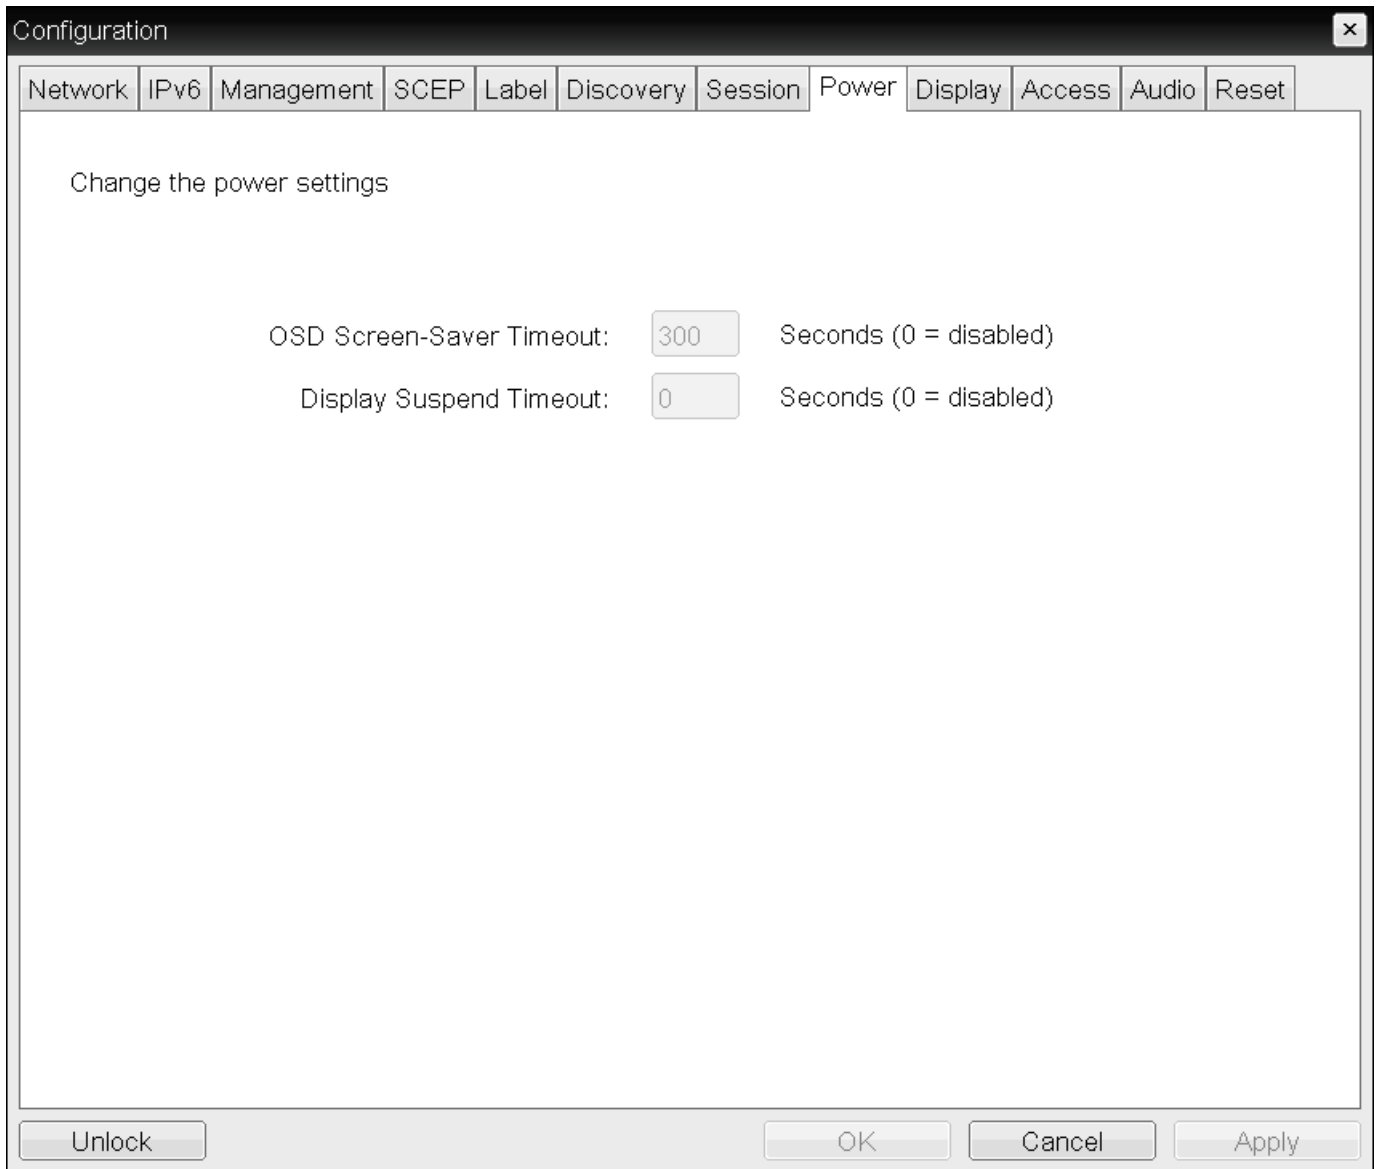 Configuration
Network IPv6 Management SCEP Label Discovery Session Power Display Access Audio Reset
Change the power settings
OSD Screen-Saver Timeout: 300 Seconds (0 = disabled)
Display Suspend Timeout: 0 Seconds (0 = disabled)
Unlock OK Cancel Apply